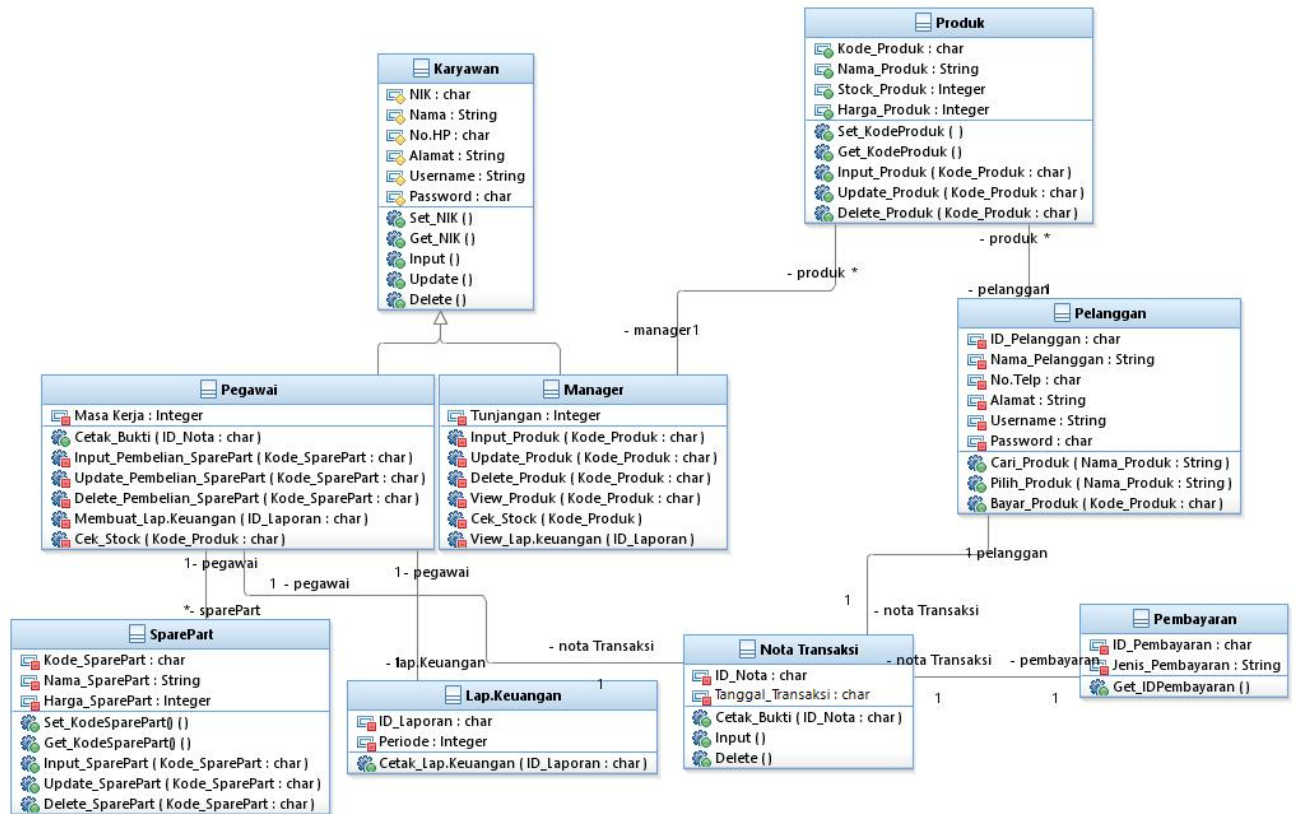 Karyawan
NIK : char
Nama : String
No.HP : char
Alamat : String
Username : String
Password : char
Set_NIK ()
Get_NIK ()
Input ()
Update ()
Delete ()
Produk
Kode_Produk : char
Nama_Produk : String
Stock_Produk : Integer
Harga_Produk : Integer
Set_KodeProduk ( )
Get_KodeProduk ()
Input_Produk ( Kode_Produk : char )
Update_Produk ( Kode_Produk : char )
Delete_Produk ( Kode_Produk : char )
- produk *
- produk *
- manager1
- pelanggan
1
Pegawai
Masa Kerja : Integer
Cetak_Bukti ( ID_Nota : char )
Input_Pembelian_SparePart ( Kode_SparePart : char )
Update_Pembelian_SparePart ( Kode_SparePart : char )
Delete_Pembelian_SparePart ( Kode_SparePart : char )
Membuat_Lap.Keuangan ( ID_Laporan : char )
Cek_Stock ( Kode_Produk : char )
Manager
Tunjangan : Integer
Input_Produk ( Kode_Produk : char )
Update_Produk ( Kode_Produk : char )
Delete_Produk ( Kode_Produk : char )
View_Produk ( Kode_Produk : char )
Cek_Stock ( Kode_Produk )
View_Lap.keuangan ( ID_Laporan )
Pelanggan
ID_Pelanggan : char
Nama_Pelanggan : String
No.Telp : char
Alamat : String
Username : String
Password : char
Cari_Produk ( Nama_Produk : String )
Pilih_Produk ( Nama_Produk : String )
Bayar_Produk ( Kode_Produk : char )
1- pegawai
1 - pegawai
1- pegawai
*- sparePart
- nota Transaksi
1
- lap.Keuangan
1
1 pelanggan
1
- nota Transaksi
- nota Transaksi
1
- pembayaran
1
SparePart
Kode_SparePart : char
Nama_SparePart : String
Harga_SparePart : Integer
Set_KodeSparePart() ()
Get_KodeSparePart() ()
Input_SparePart ( Kode_SparePart : char )
Update_SparePart ( Kode_SparePart : char )
Delete_SparePart ( Kode_SparePart : char )
Lap.Keuangan
ID_Laporan : char
Periode : Integer
Cetak_Lap.Keuangan ( ID_Laporan : char )
Nota Transaksi
ID_Nota : char
Tanggal_Transaksi : char
Cetak_Bukti ( ID_Nota : char )
Input ()
Delete ()
Pembayaran
ID_Pembayaran : char
Jenis_Pembayaran : String
Get_IDPembayaran ()